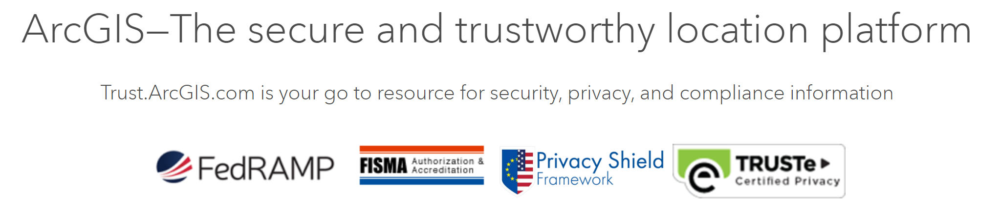 ArcGIS—The secure and trustworthy location platform
Trust.ArcGIS.com is your go to resource for security, privacy, and compliance information
FedRAMP
FISMA Authorization &
Accreditation
Privacy Shield
Framework
e TRUSTe
Certified Privacy